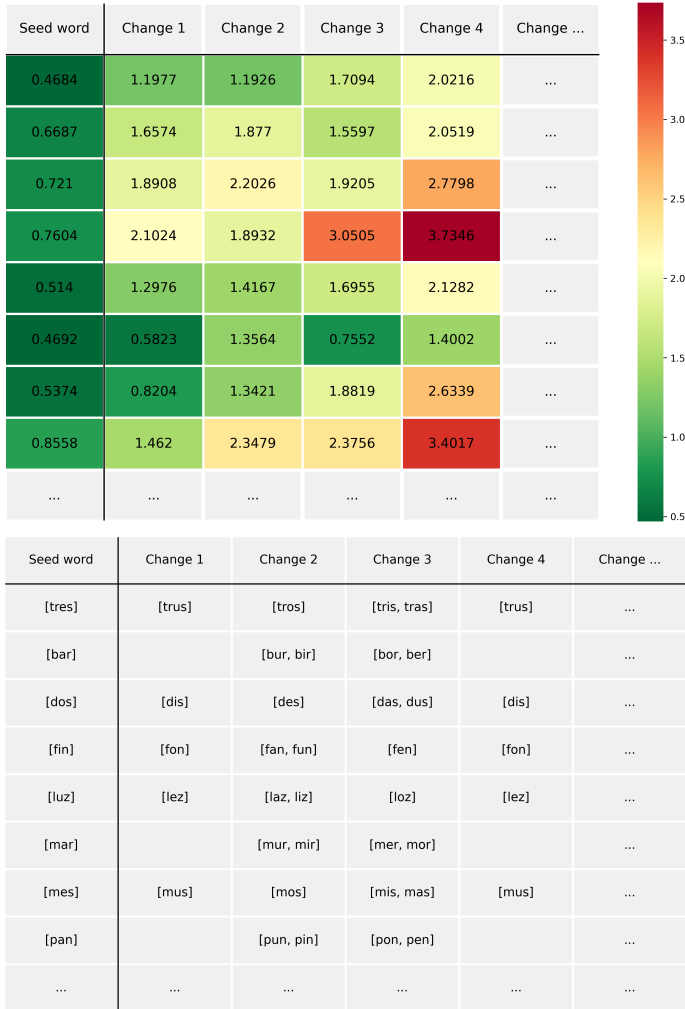 Seed word Change 1 Change 2 Change 3 Change 4 Change ...
0.4684 1.1977 1.1926 1.7094 2.0216 ...
0.6687 1.6574 1.877 1.5597 2.0519 ...
0.721 1.8908 2.2026 1.9205 2.7798 ...
0.7604 2.1024 1.8932 3.0505 3.7346 ...
0.514 1.2976 1.4167 1.6955 2.1282 ...
0.4692 0.5823 1.3564 0.7552 1.4002 ...
0.5374 0.8204 1.3421 1.8819 2.6339 ...
0.8558 1.462 2.3479 2.3756 3.4017 ...
... ... ... ... ... ...
3.5
3.0
2.5
2.0
1.5
1.0
0.5
Seed word Change 1 Change 2 Change 3 Change 4 Change ...
[tres] [trus] [tros] [tris, tras] [trus] ...
[bar] [bur, bir] [bor, ber] ...
[dos] [dis] [des] [das, dus] [dis] ...
[fin] [fon] [fan, fun] [fen] [fon] ...
[luz] [lez] [laz, liz] [loz] [lez] ...
[mar] [mur, mir] [mer, mor] ...
[mes] [mus] [mos] [mis, mas] [mus] ...
[pan] [pun, pin] [pon, pen] ...
... ... ... ... ... ...